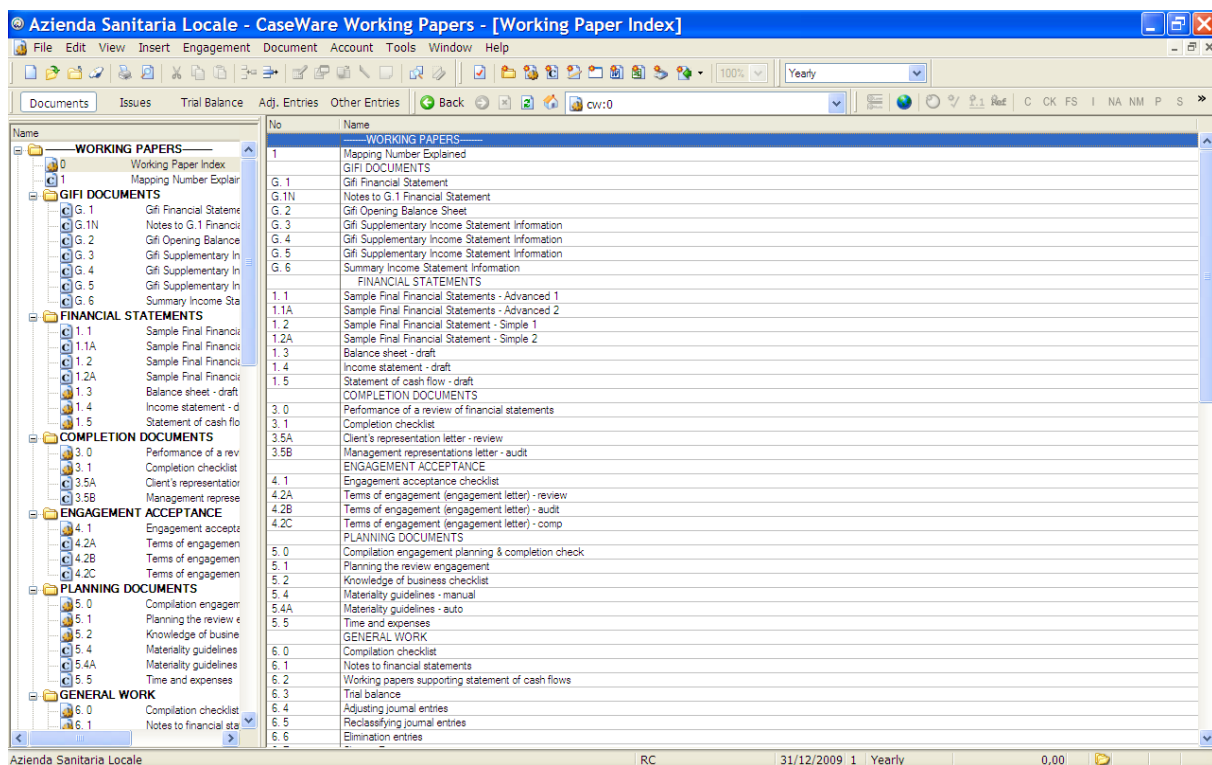 Azienda Sanitaria Locale - CaseWare Working Papers - [Working Paper Index]
File Edit View Insert Engagement Document Account Tools Window Help
100% Yearly
Documents Issues Trial Balance Adj. Entries Other Entries Back cw:0 C CK FS I NA NM P S »
Name
-------WORKING PAPERS-------
0 Working Paper Index
1 Mapping Number Explair
GIFI DOCUMENTS
G. 1 Gifi Financial Stateme
G.1N Notes to G.1 Financia
G. 2 Gifi Opening Balance
G. 3 Gifi Supplementary In
G. 4 Gifi Supplementary In
G. 5 Gifi Supplementary In
G. 6 Summary Income Sta
FINANCIAL STATEMENTS
1. 1 Sample Final Financia
1.1A Sample Final Financia
1. 2 Sample Final Financia
1.2A Sample Final Financia
1. 3 Balance sheet - draft
1. 4 Income statement - d
1. 5 Statement of cash flo
COMPLETION DOCUMENTS
3. 0 Performance of a rev
3. 1 Completion checklist
3.5A Client's representation
3.5B Management represe
ENGAGEMENT ACCEPTANCE
4. 1 Engagement accepta
4.2A Terms of engagemen
4.2B Terms of engagemen
4.2C Terms of engagemen
PLANNING DOCUMENTS
5. 0 Compilation engagem
5. 1 Planning the review e
5. 2 Knowledge of busine
5. 4 Materiality guidelines
5.4A Materiality guidelines
5. 5 Time and expenses
GENERAL WORK
6. 0 Compilation checklist
6. 1 Notes to financial sta
No Name
-------WORKING PAPERS-------
1 Mapping Number Explained
GIFI DOCUMENTS
G. 1 Gifi Financial Statement
G.1N Notes to G.1 Financial Statement
G. 2 Gifi Opening Balance Sheet
G. 3 Gifi Supplementary Income Statement Information
G. 4 Gifi Supplementary Income Statement Information
G. 5 Gifi Supplementary Income Statement Information
G. 6 Summary Income Statement Information
FINANCIAL STATEMENTS
1. 1 Sample Final Financial Statements - Advanced 1
1.1A Sample Final Financial Statements - Advanced 2
1. 2 Sample Final Financial Statement - Simple 1
1.2A Sample Final Financial Statement - Simple 2
1. 3 Balance sheet - draft
1. 4 Income statement - draft
1. 5 Statement of cash flow - draft
COMPLETION DOCUMENTS
3. 0 Performance of a review of financial statements
3. 1 Completion checklist
3.5A Client's representation letter - review
3.5B Management representations letter - audit
ENGAGEMENT ACCEPTANCE
4. 1 Engagement acceptance checklist
4.2A Terms of engagement (engagement letter) - review
4.2B Terms of engagement (engagement letter) - audit
4.2C Terms of engagement (engagement letter) - comp
PLANNING DOCUMENTS
5. 0 Compilation engagement planning & completion check
5. 1 Planning the review engagement
5. 2 Knowledge of business checklist
5. 4 Materiality guidelines - manual
5.4A Materiality guidelines - auto
5. 5 Time and expenses
GENERAL WORK
6. 0 Compilation checklist
6. 1 Notes to financial statements
6. 2 Working papers supporting statement of cash flows
6. 3 Trial balance
6. 4 Adjusting journal entries
6. 5 Reclassifying journal entries
6. 6 Elimination entries
Azienda Sanitaria Locale RC 31/12/2009 1 Yearly 0,00